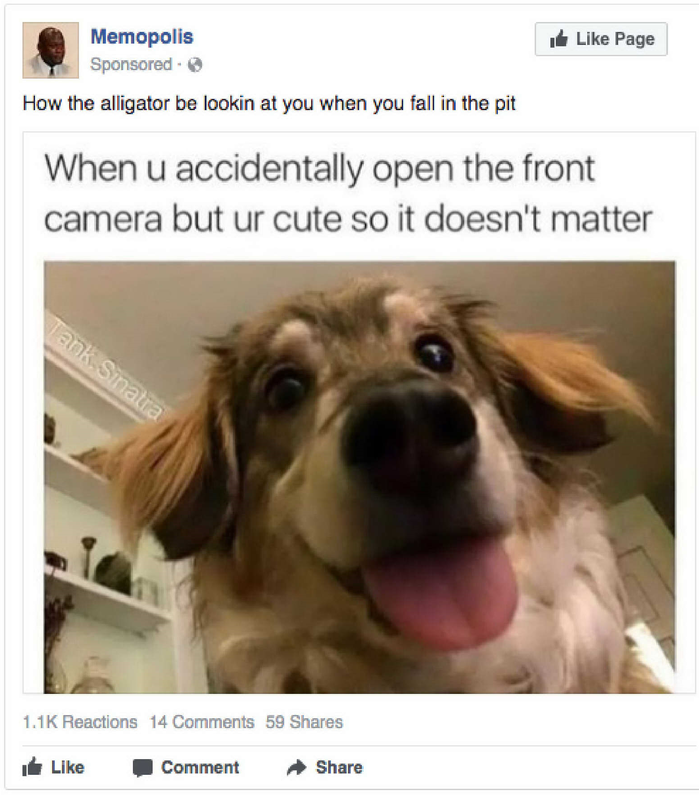 Memopolis
Like Page
Sponsored ·
How the alligator be lookin at you when you fall in the pit
When u accidentally open the front
camera but ur cute so it doesn't matter
Tank.Sinatra
1.1K Reactions 14 Comments 59 Shares
Like Comment Share